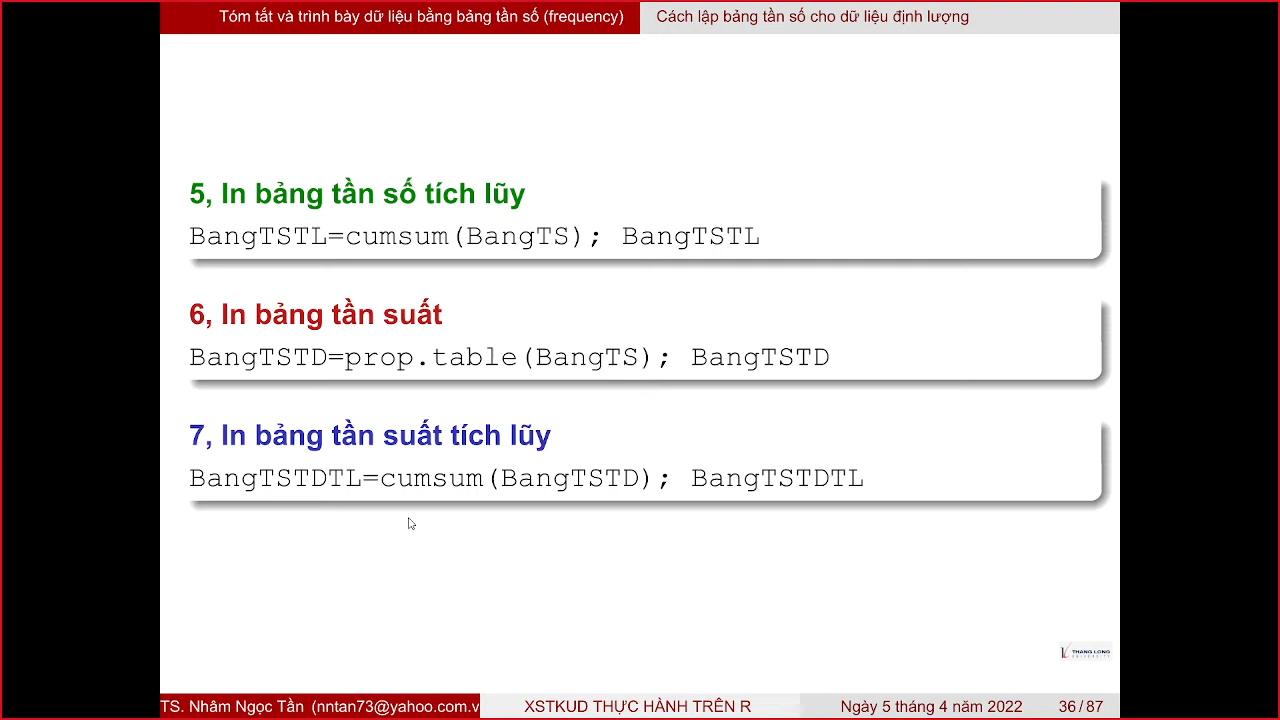 Tóm tắt và trình bày dữ liệu bằng bảng tần số (frequency)
Cách lập bảng tần số cho dữ liệu định lượng
5, In bảng tần số tích lũy
BangTSTL=cumsum(BangTS); BangTSTL
6, In bảng tần suất
BangTSTD=prop.table(BangTS); BangTSTD
7, In bảng tần suất tích lũy
BangTSTDTL=cumsum(BangTSTD); BangTSTDTL
THANG LONG
UNIVERSITY
TS. Nhâm Ngọc Tần (nntan73@yahoo.com.v
XSTKUD THỰC HÀNH TRÊN R
Ngày 5 tháng 4 năm 2022
36/87